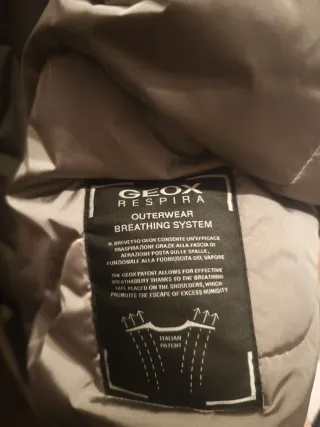 GEOX
RESPIRA
OUTERWEAR
BREATHING SYSTEM
IL BREVETTO GEOX CONSENTE UN'EFFICACE
TRASPIRAZIONE GRAZIE ALLA FASCIA DI
AERAZIONE POSTA SULLE SPALLE,
FUNZIONALE ALLA FUORIUSCITA DEL VAPORE
THE GEOX PATENT ALLOWS FOR EFFECTIVE
BREATHABILITY THANKS TO THE BREATHING
TAPE PLACED ON THE SHOULDERS, WHICH
PROMOTES THE ESCAPE OF EXCESS HUMIDITY
ITALIAN
PATENT